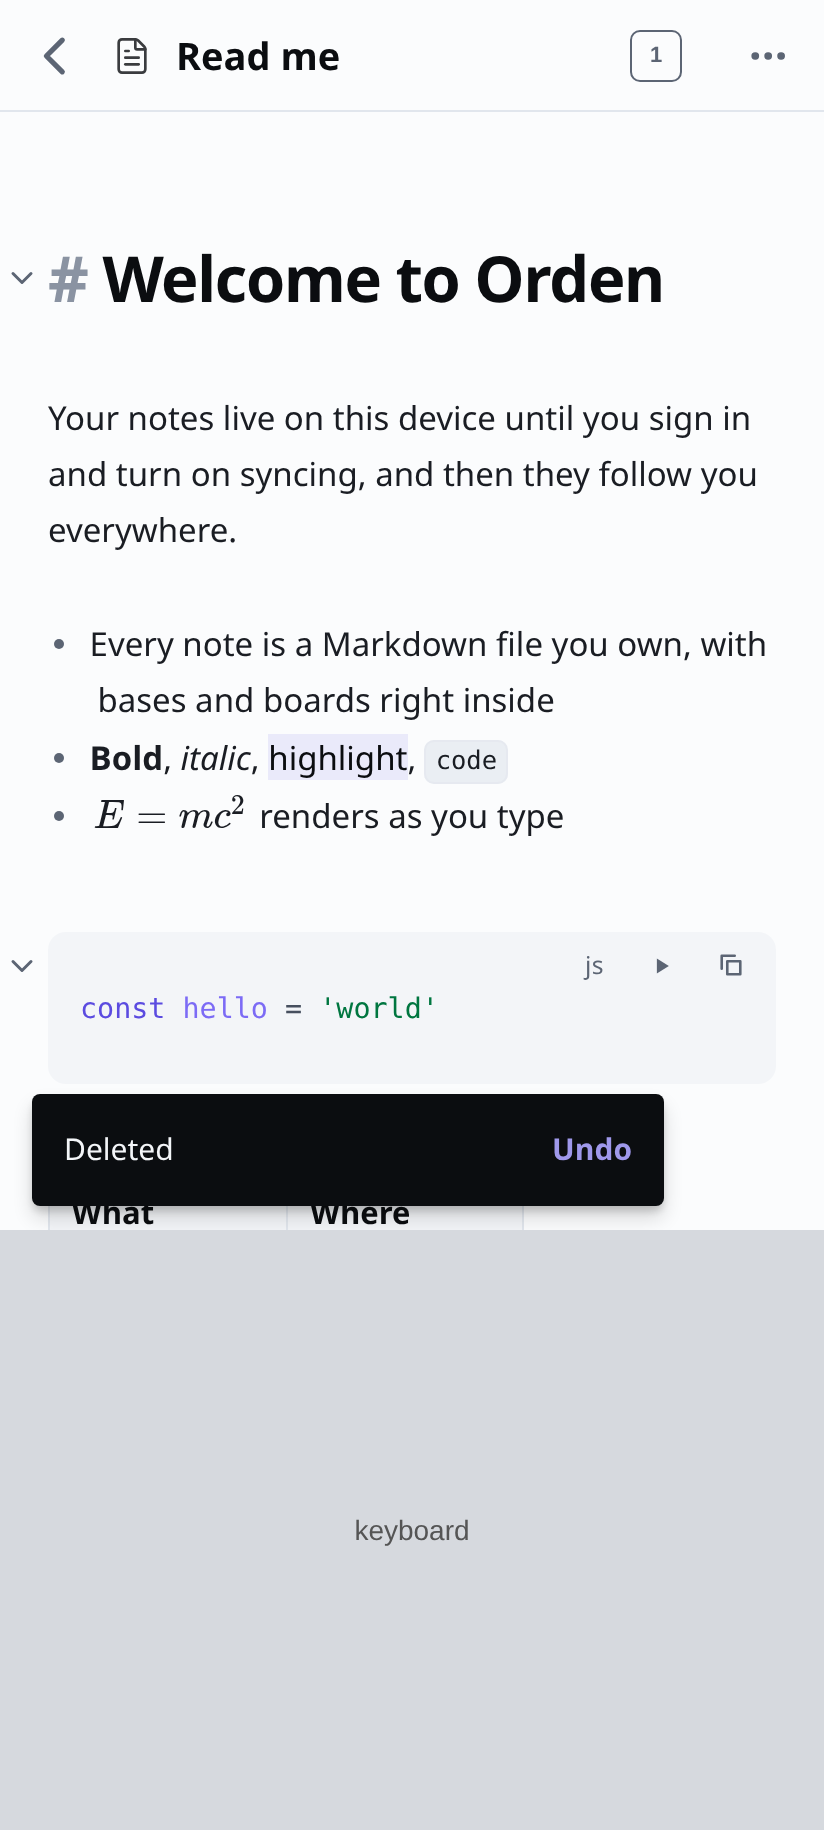 Read me
1
# Welcome to Orden
Your notes live on this device until you sign in
and turn on syncing, and then they follow you
everywhere.
• Every note is a Markdown file you own, with
bases and boards right inside
• Bold, italic, highlight, code
• E = mc² renders as you type
js
const hello = 'world'
Deleted Undo
What Where
keyboard